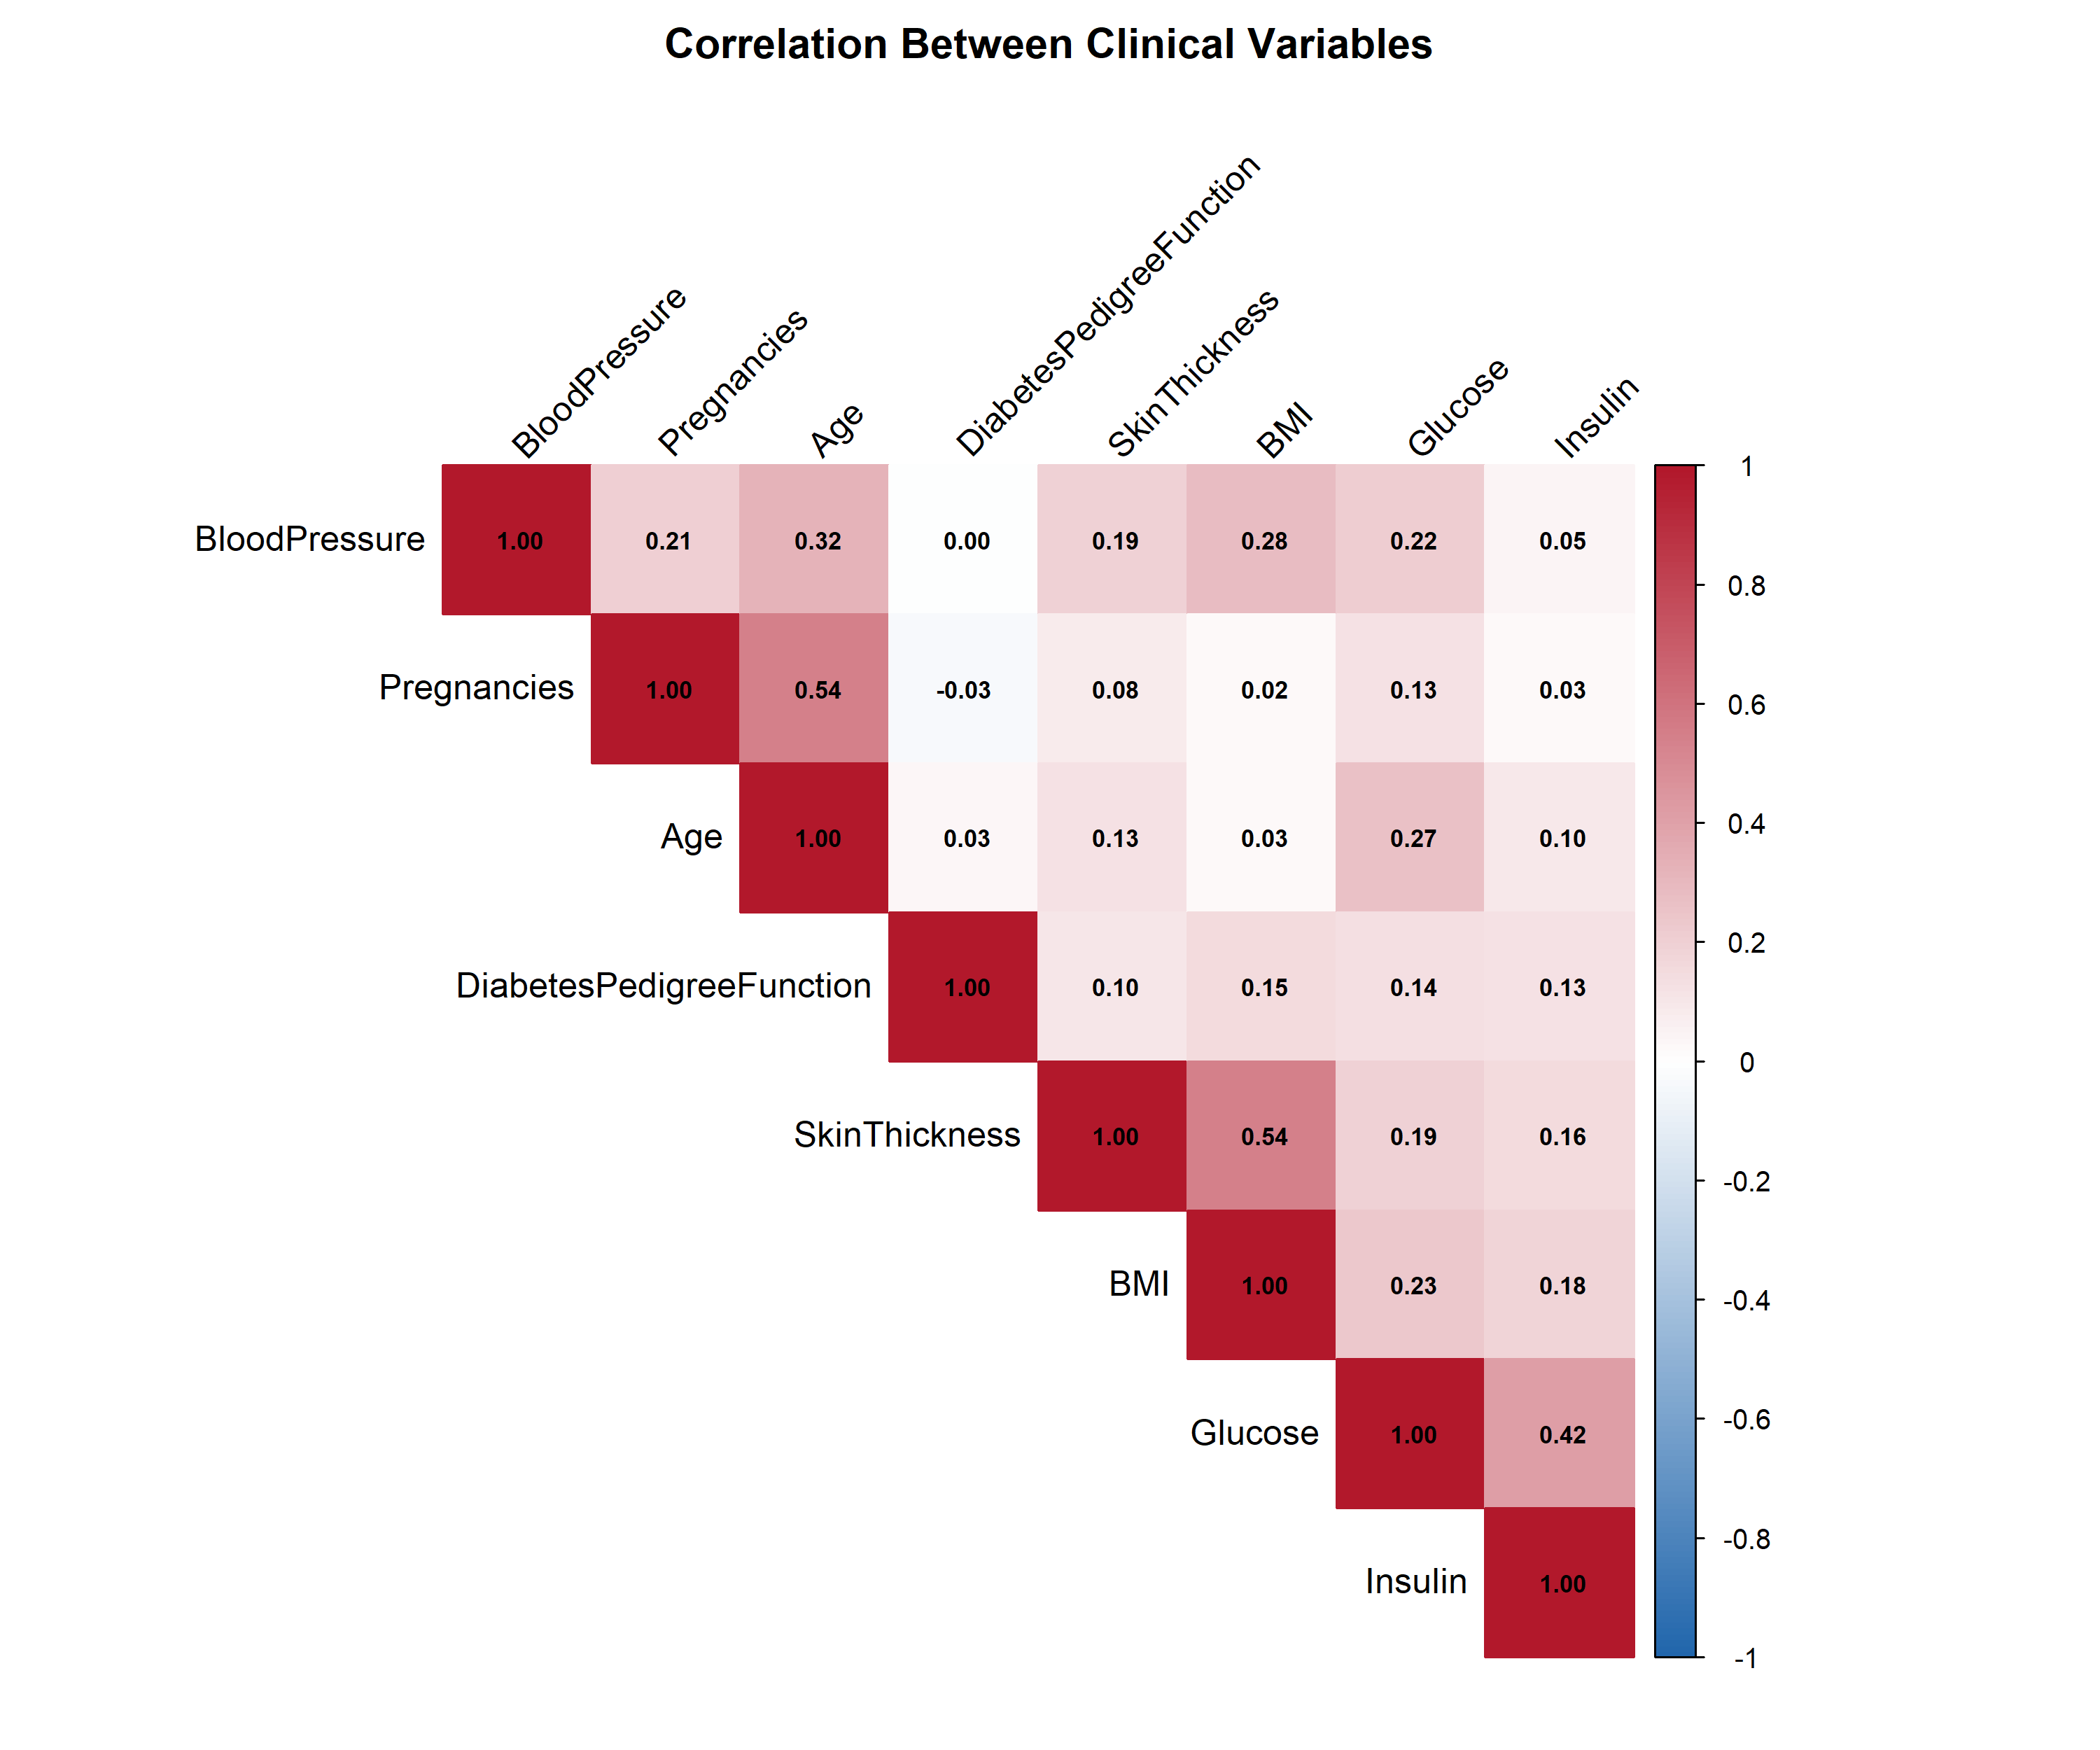 Correlation Between Clinical Variables
BloodPressure
Pregnancies
Age
DiabetesPedigreeFunction
SkinThickness
BMI
Glucose
Insulin
BloodPressure 1.00 0.21 0.32 0.00 0.19 0.28 0.22 0.05
Pregnancies 1.00 0.54 -0.03 0.08 0.02 0.13 0.03
Age 1.00 0.03 0.13 0.03 0.27 0.10
DiabetesPedigreeFunction 1.00 0.10 0.15 0.14 0.13
SkinThickness 1.00 0.54 0.19 0.16
BMI 1.00 0.23 0.18
Glucose 1.00 0.42
Insulin 1.00
1
0.8
0.6
0.4
0.2
0
-0.2
-0.4
-0.6
-0.8
-1